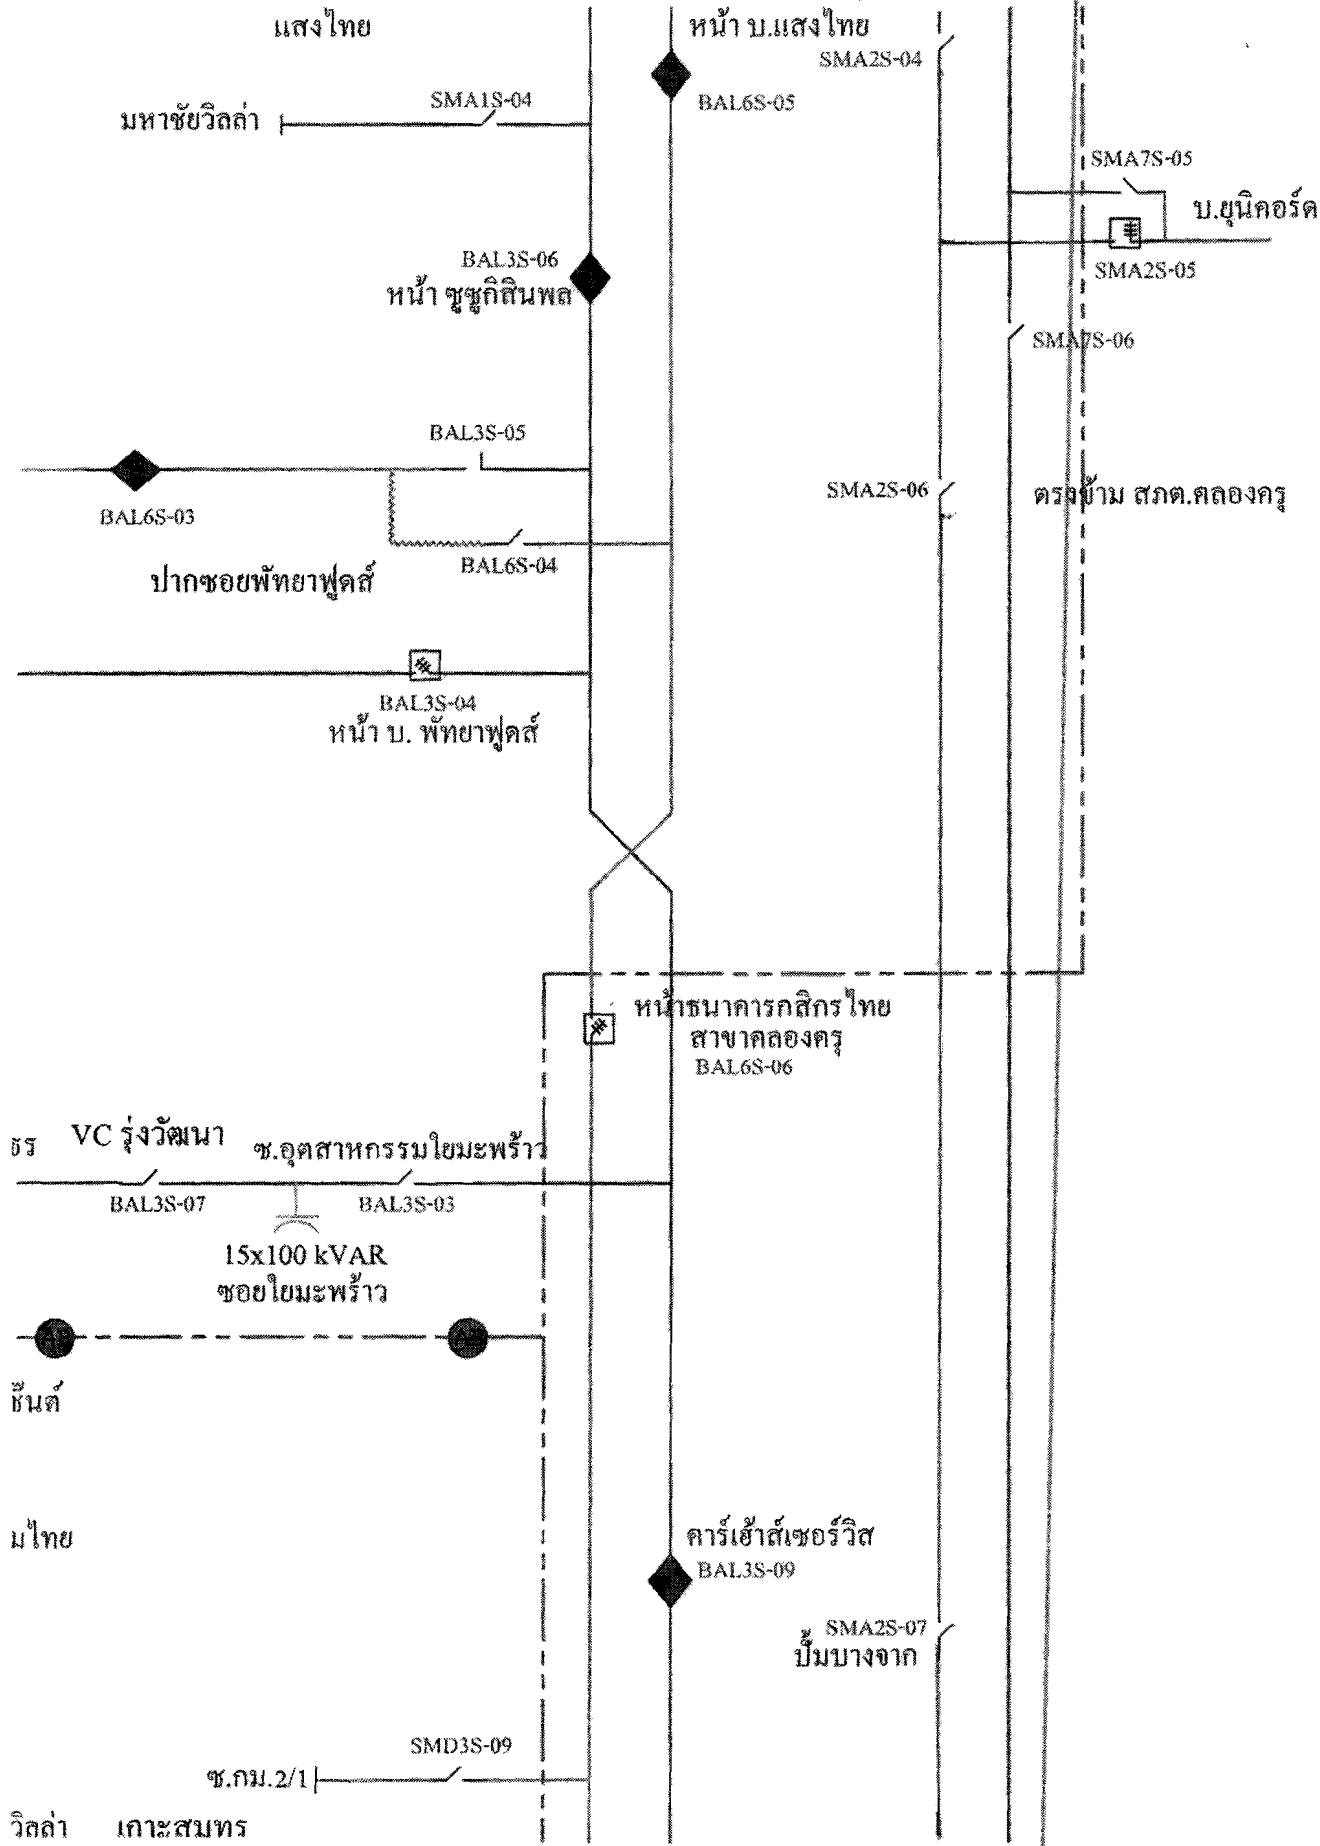 แสงไทย
หน้า บ.แสงไทย
SMA2S-04
SMA1S-04
BAL6S-05
มหาชัยวิลล่า
SMA7S-05
บ.ยูนิคอร์ด
SMA2S-05
BAL3S-06
หน้า ซูซูกิสินพล
SMA7S-06
BAL3S-05
BAL6S-03
SMA2S-06
ตรงข้าม สภต.คลองครุ
BAL6S-04
ปากซอยพัทยาฟูดส์
BAL3S-04
หน้า บ. พัทยาฟูดส์
หน้าธนาคารกสิกรไทย
สาขาคลองครุ
BAL6S-06
ธร
VC รุ่งวัฒนา
ซ.อุตสาหกรรมใยมะพร้าว
BAL3S-07
BAL3S-03
15x100 kVAR
ซอยใยมะพร้าว
ชั๊นต์
มไทย
คาร์เฮ้าส์เซอร์วิส
BAL3S-09
SMA2S-07
ปั๊มบางจาก
SMD3S-09
ซ.กม.2/1
วิลล่า เกาะสมทร